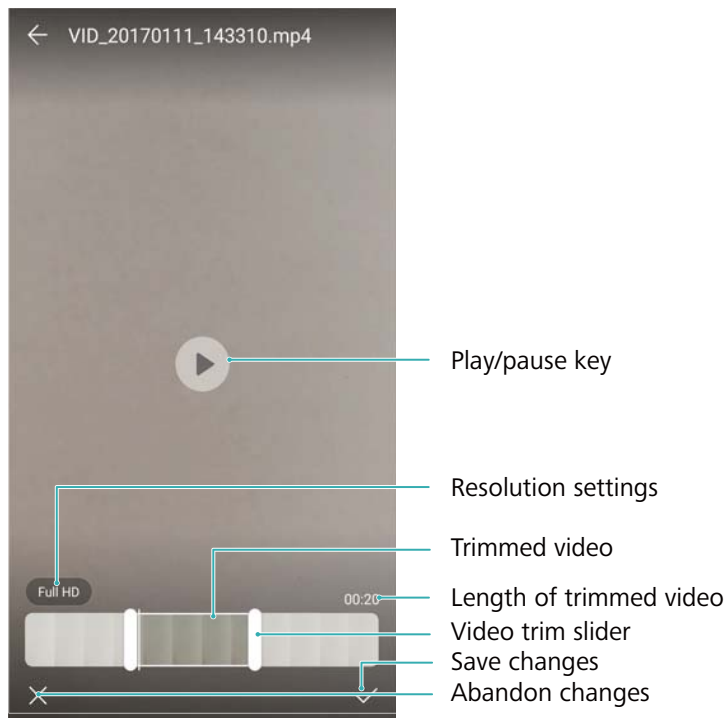 VID_20170111_143310.mp4
Play/pause key
Resolution settings
Trimmed video
Full HD
00:20
Length of trimmed video
Video trim slider
Save changes
Abandon changes